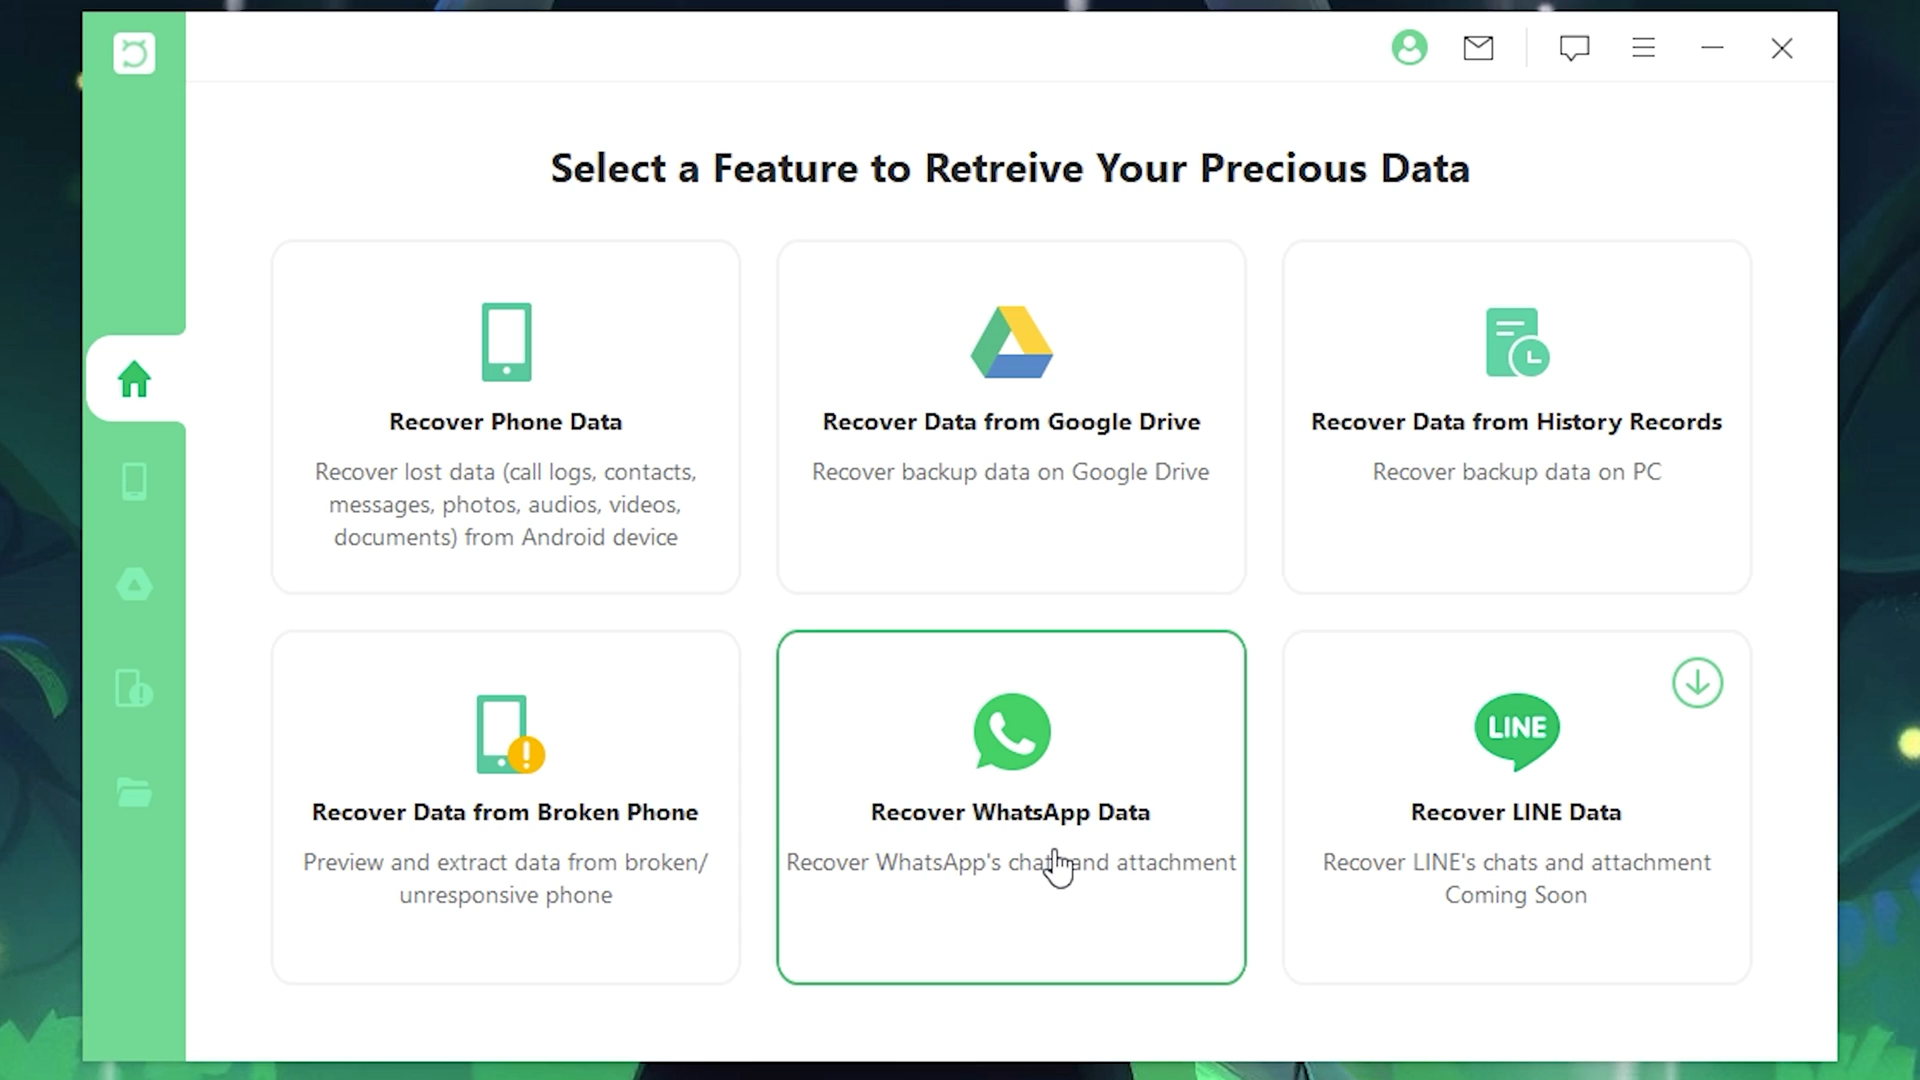 Select a Feature to Retreive Your Precious Data
Recover Phone Data
Recover lost data (call logs, contacts,
messages, photos, audios, videos,
documents) from Android device
Recover Data from Google Drive
Recover backup data on Google Drive
Recover Data from History Records
Recover backup data on PC
Recover Data from Broken Phone
Preview and extract data from broken/
unresponsive phone
Recover WhatsApp Data
Recover WhatsApp's chats and attachment
LINE
Recover LINE Data
Recover LINE's chats and attachment
Coming Soon